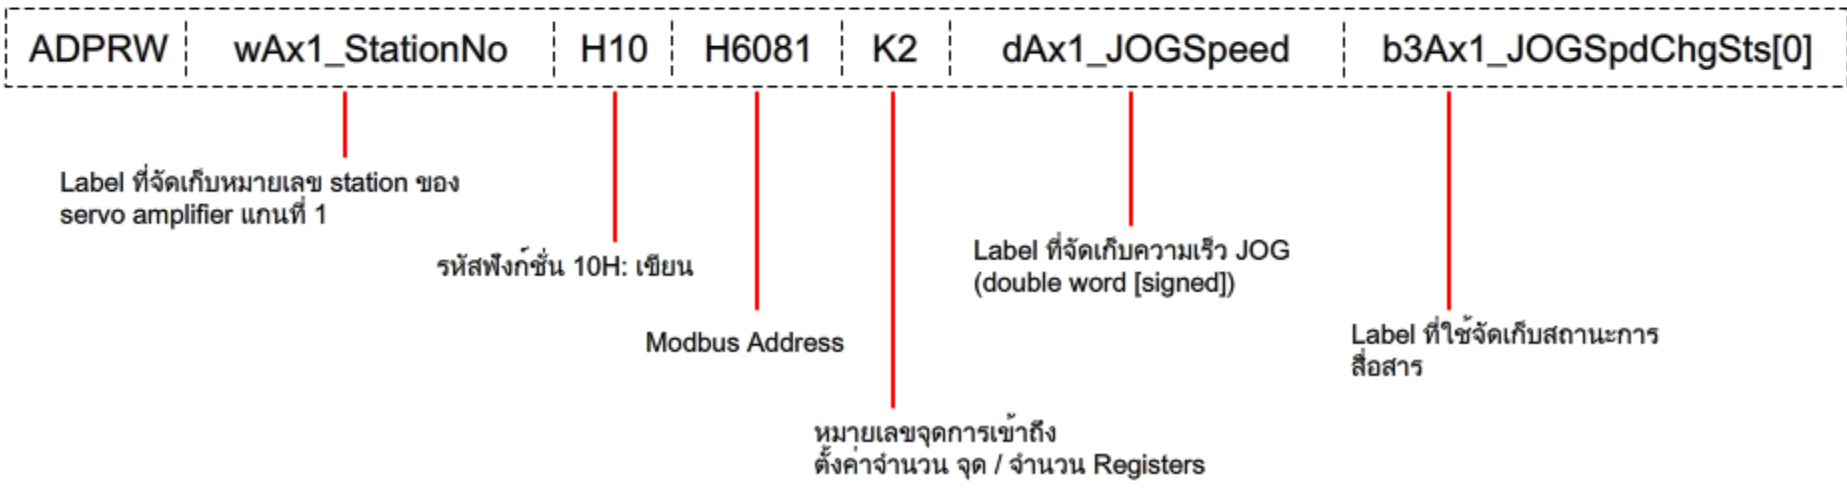 ADPRW wAx1_StationNo H10 H6081 K2 dAx1_JOGSpeed b3Ax1_JOGSpdChgSts[0]
Label ที่จัดเก็บหมายเลข station ของ
servo amplifier แกนที่ 1
รหัสฟังก์ชั่น 10H: เขียน
Modbus Address
หมายเลขจุดการเข้าถึง
ตั้งค่าจำนวน จุด / จำนวน Registers
Label ที่จัดเก็บความเร็ว JOG
(double word [signed])
Label ที่ใช้จัดเก็บสถานะการ
สื่อสาร